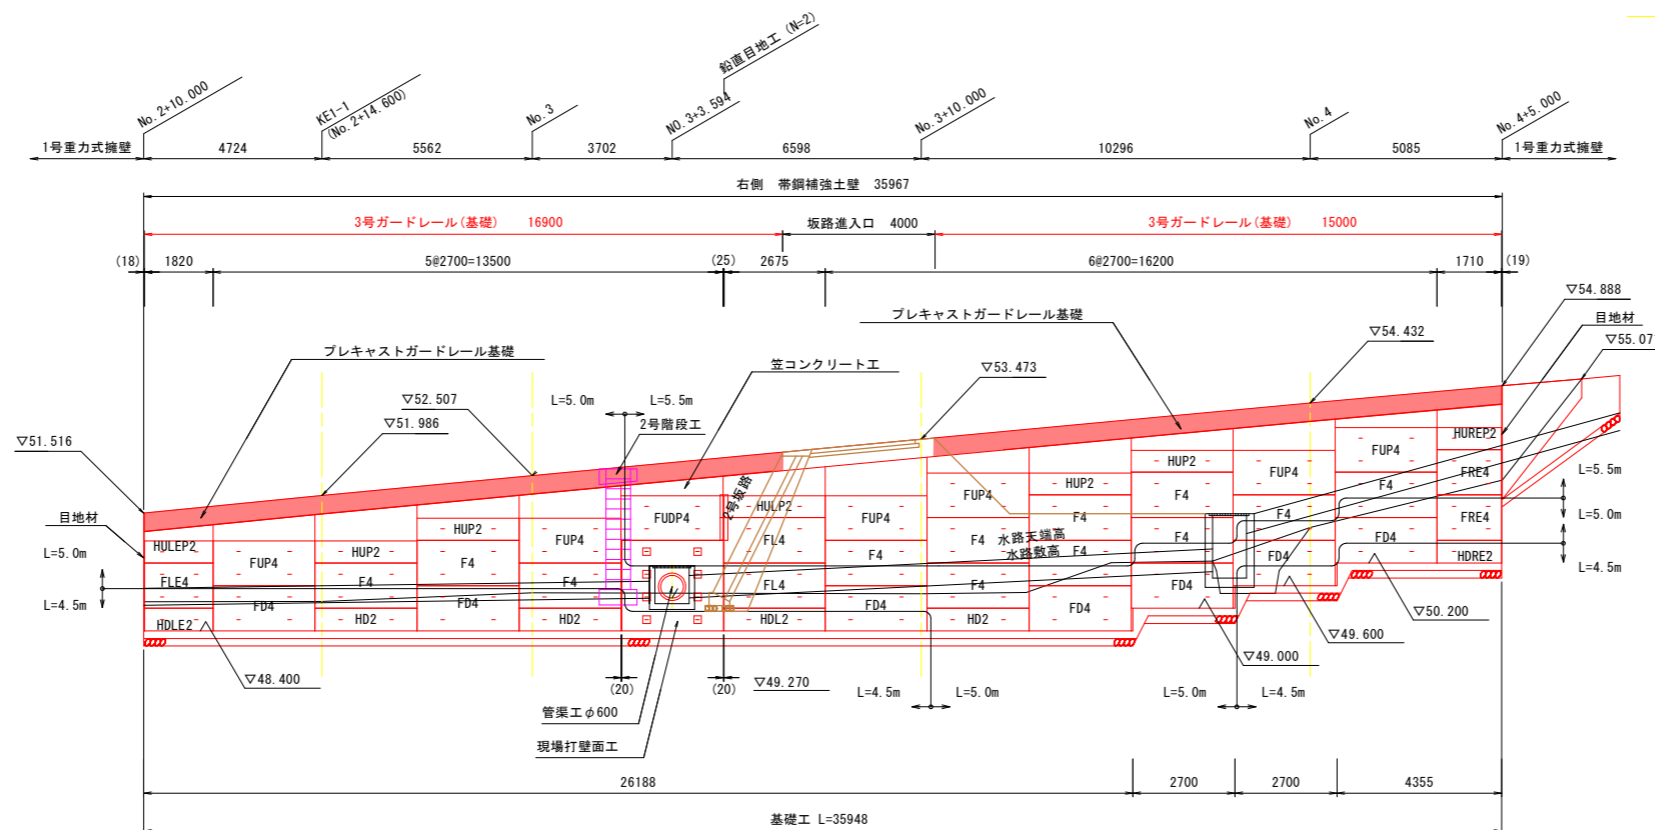 鉛直目地工 (N=2)
No.2+10.000
KE1-1
(No.2+14.600)
No.3
NO.3+3.594
No.3+10.000
No.4
No.4+5.000
1号重力式擁壁
4724
5562
3702
6598
10296
5085
1号重力式擁壁
右側 帯鋼補強土壁 35967
3号ガードレール(基礎) 16900
坂路進入口 4000
3号ガードレール(基礎) 15000
(18)
1820
5@2700=13500
(25)
2675
6@2700=16200
1710
(19)
▽54.888
プレキャストガードレール基礎
目地材
▽54.432
▽55.07
プレキャストガードレール基礎
笠コンクリート工
▽53.473
▽52.507
L=5.0m
L=5.5m
▽51.986
2号階段工
▽51.516
HUREP2
FUP4
HUP2
FUP4
FRE4
L=5.5m
2号坂路
FUP4
HUP2
F4
F4
HULP2
目地材
FUDP4
FUP4
F4
F4
FRE4
L=5.0m
HUP2
FUP4
F4
F4
FD4
水路天端高
水路敷高
HULEP2
FUP4
HUP2
F4
FL4
F4
F4
F4
FD4
HDRE2
L=5.0m
FLE4
F4
F4
FL4
F4
FD4
L=4.5m
L=4.5m
FD4
FD4
FD4
FD4
HDLE2
HD2
HD2
HDL2
HD2
▽50.200
▽49.600
▽49.000
▽48.400
(20)
(20)
▽49.270
L=4.5m
L=5.0m
L=5.0m
L=4.5m
管渠工φ600
現場打壁面工
26188
2700
2700
4355
基礎工 L=35948